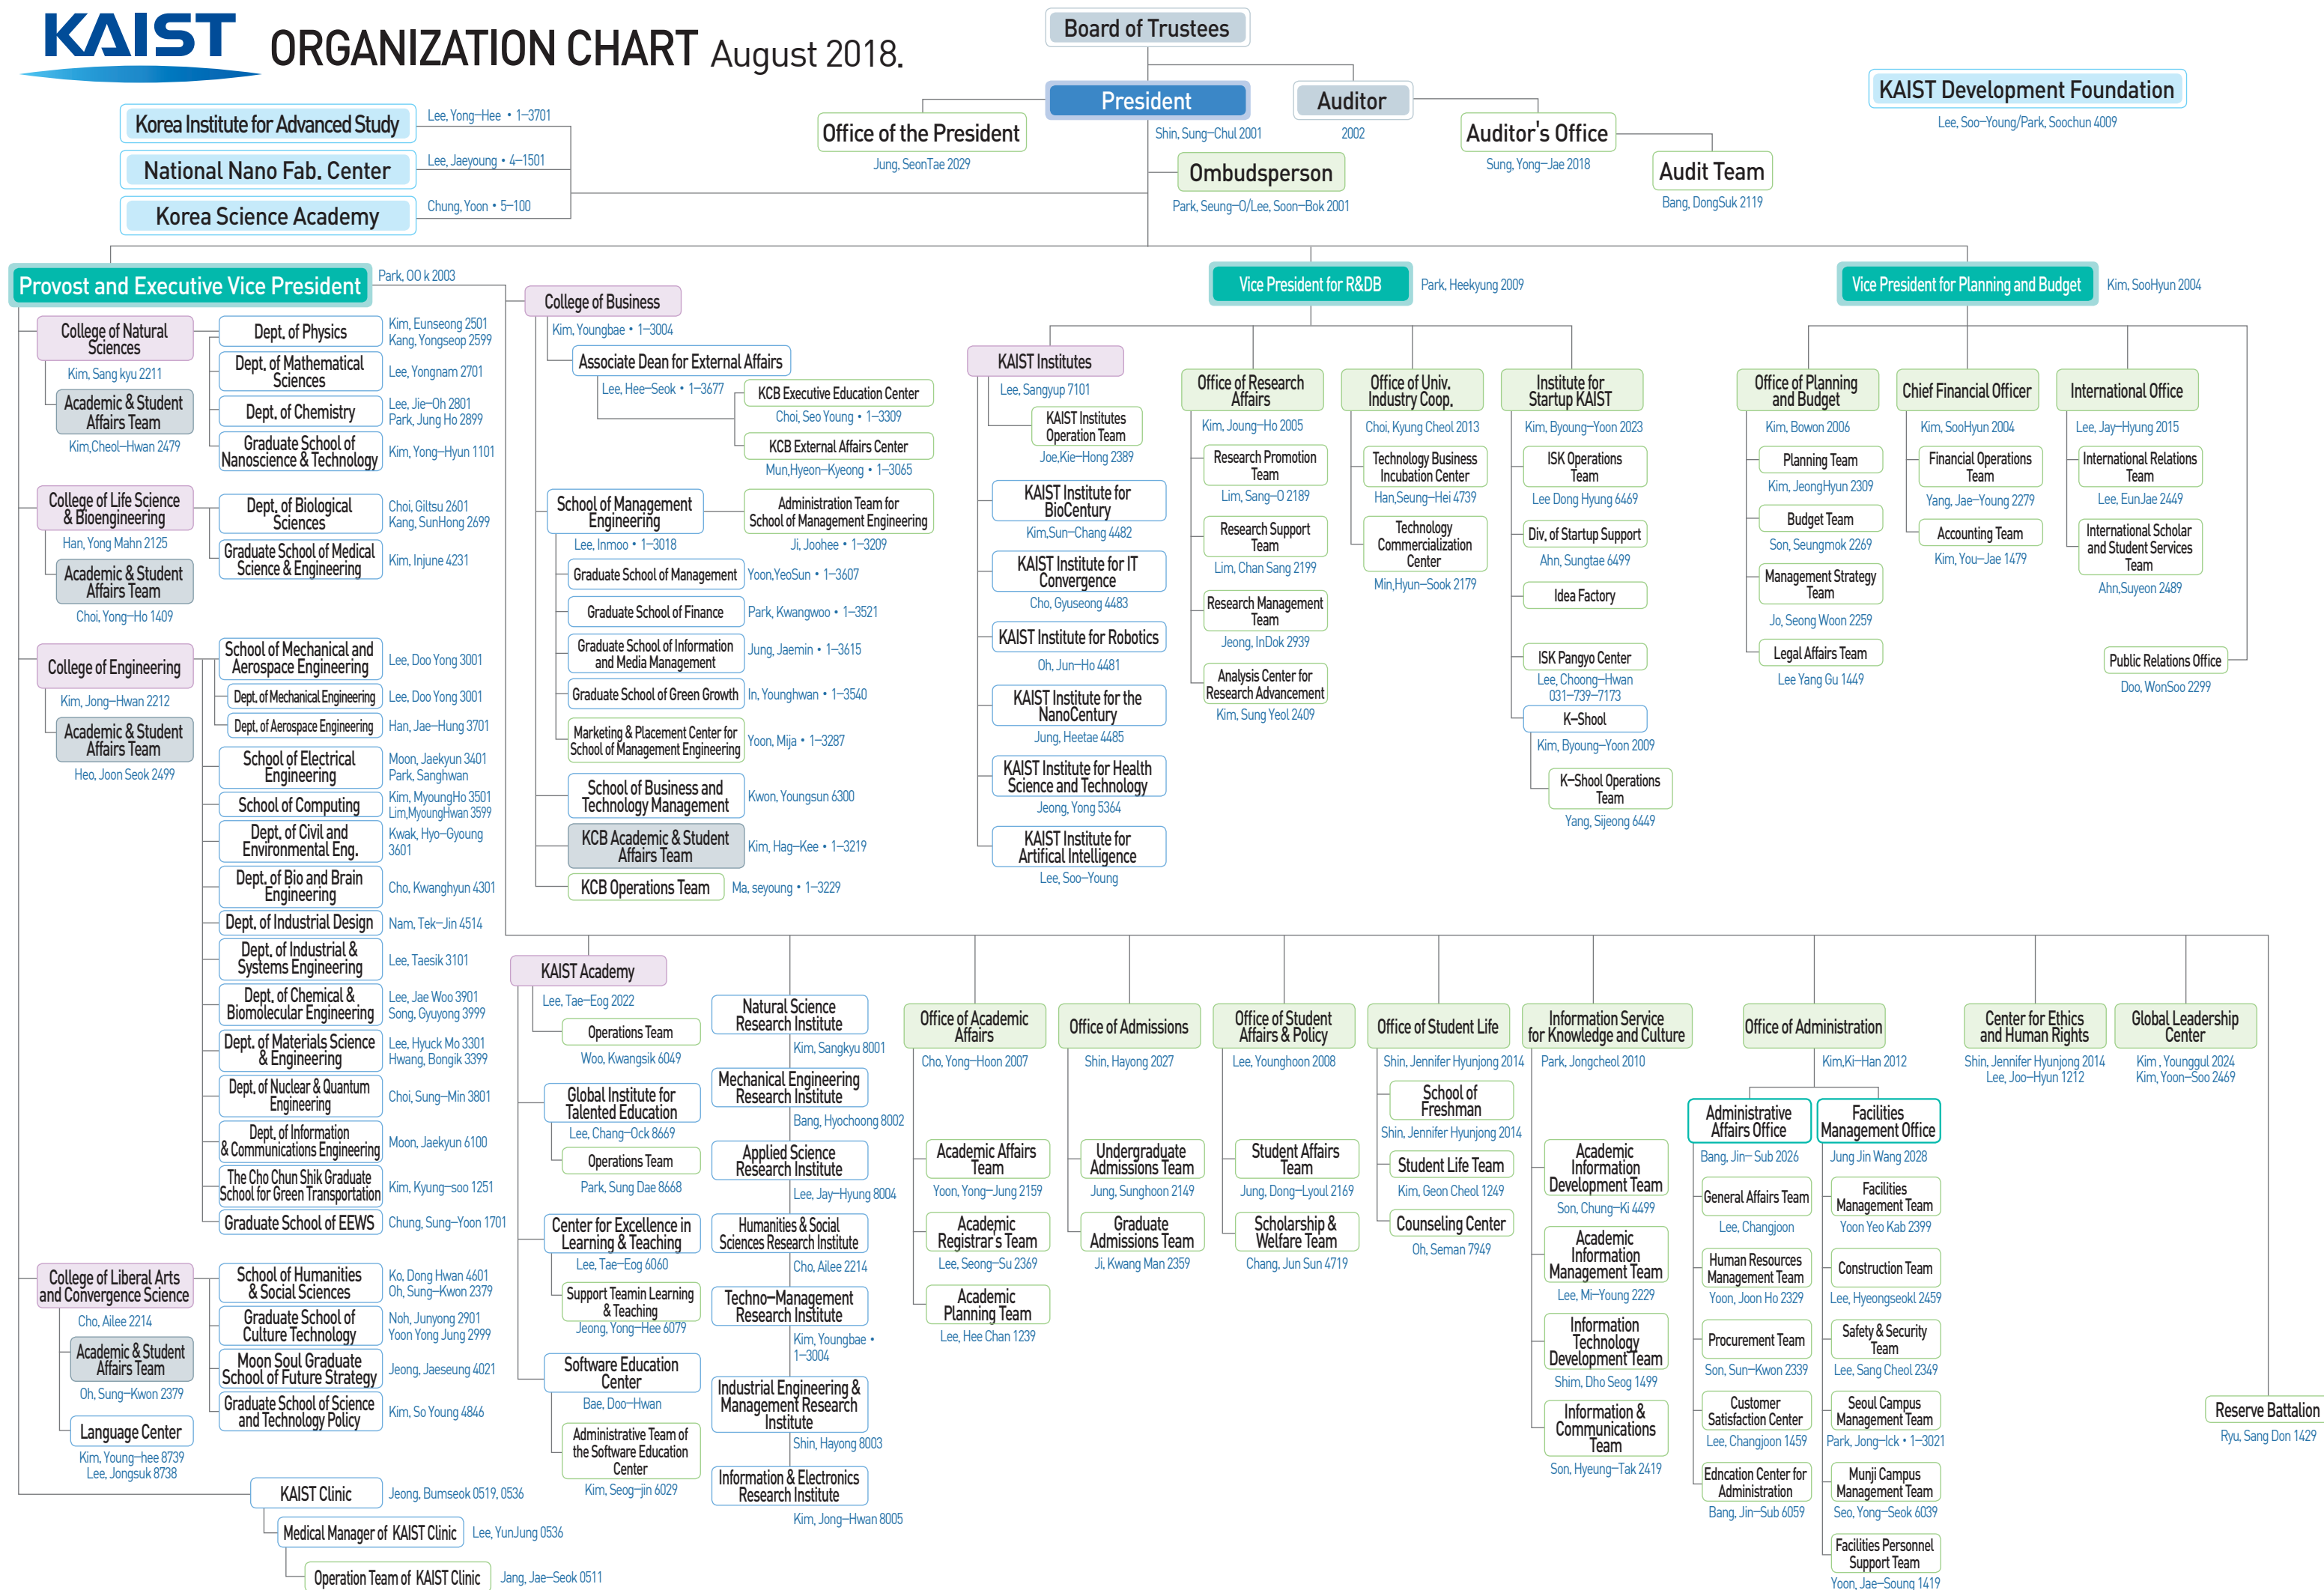 KAIST
ORGANIZATION CHART August 2018.
Board of Trustees
President
Shin, Sung-Chul 2001
Auditor
2002
Office of the President
Jung, SeonTae 2029
Auditor's Office
Sung, Yong-Jae 2018
Audit Team
Bang, DongSuk 2119
Ombudsperson
Park, Seung-O/Lee, Soon-Bok 2001
KAIST Development Foundation
Lee, Soo-Young/Park, Soochun 4009
Korea Institute for Advanced Study
Lee, Yong-Hee • 1-3701
National Nano Fab. Center
Lee, Jaeyoung • 4-1501
Korea Science Academy
Chung, Yoon • 5-100
Provost and Executive Vice President
Park, OO k 2003
College of Natural
Sciences
Kim, Sang kyu 2211
Academic & Student
Affairs Team
Kim,Cheol-Hwan 2479
Dept. of Physics
Kim, Eunseong 2501
Kang, Yongseop 2599
Dept. of Mathematical
Sciences
Lee, Yongnam 2701
Dept. of Chemistry
Lee, Jie-Oh 2801
Park, Jung Ho 2899
Graduate School of
Nanoscience & Technology
Kim, Yong-Hyun 1101
College of Life Science
& Bioengineering
Han, Yong Mahn 2125
Academic & Student
Affairs Team
Choi, Yong-Ho 1409
Dept. of Biological
Sciences
Choi, Giltsu 2601
Kang, SunHong 2699
Graduate School of Medical
Science & Engineering
Kim, Injune 4231
College of Engineering
Kim, Jong-Hwan 2212
Academic & Student
Affairs Team
Heo, Joon Seok 2499
School of Mechanical and
Aerospace Engineering
Lee, Doo Yong 3001
Dept. of Mechanical Engineering
Lee, Doo Yong 3001
Dept. of Aerospace Engineering
Han, Jae-Hung 3701
School of Electrical
Engineering
Moon, Jaekyun 3401
Park, Sanghwan
School of Computing
Kim, MyoungHo 3501
Lim,MyoungHwan 3599
Dept. of Civil and
Environmental Eng.
Kwak, Hyo-Gyoung
3601
Dept. of Bio and Brain
Engineering
Cho, Kwanghyun 4301
Dept. of Industrial Design
Nam, Tek-Jin 4514
Dept. of Industrial &
Systems Engineering
Lee, Taesik 3101
Dept. of Chemical &
Biomolecular Engineering
Lee, Jae Woo 3901
Song, Gyuyong 3999
Dept. of Materials Science
& Engineering
Lee, Hyuck Mo 3301
Hwang, Bongik 3399
Dept. of Nuclear & Quantum
Engineering
Choi, Sung-Min 3801
Dept. of Information
& Communications Engineering
Moon, Jaekyun 6100
The Cho Chun Shik Graduate
School for Green Transportation
Kim, Kyung-soo 1251
Graduate School of EEWS
Chung, Sung-Yoon 1701
College of Liberal Arts
and Convergence Science
Cho, Ailee 2214
Academic & Student
Affairs Team
Oh, Sung-Kwon 2379
Language Center
Kim, Young-hee 8739
Lee, Jongsuk 8738
School of Humanities
& Social Sciences
Ko, Dong Hwan 4601
Oh, Sung-Kwon 2379
Graduate School of
Culture Technology
Noh, Junyong 2901
Yoon Yong Jung 2999
Moon Soul Graduate
School of Future Strategy
Jeong, Jaeseung 4021
Graduate School of Science
and Technology Policy
Kim, So Young 4846
KAIST Clinic
Jeong, Bumseok 0519, 0536
Medical Manager of KAIST Clinic
Lee, YunJung 0536
Operation Team of KAIST Clinic
Jang, Jae-Seok 0511
College of Business
Kim, Youngbae • 1-3004
Associate Dean for External Affairs
Lee, Hee-Seok • 1-3677
KCB Executive Education Center
Choi, Seo Young • 1-3309
KCB External Affairs Center
Mun,Hyeon-Kyeong • 1-3065
School of Management
Engineering
Lee, Inmoo • 1-3018
Administration Team for
School of Management Engineering
Ji, Joohee • 1-3209
Graduate School of Management
Yoon,YeoSun • 1-3607
Graduate School of Finance
Park, Kwangwoo • 1-3521
Graduate School of Information
and Media Management
Jung, Jaemin • 1-3615
Graduate School of Green Growth
In, Younghwan • 1-3540
Marketing & Placement Center for
School of Management Engineering
Yoon, Mija • 1-3287
School of Business and
Technology Management
Kwon, Youngsun 6300
KCB Academic & Student
Affairs Team
Kim, Hag-Kee • 1-3219
KCB Operations Team
Ma, seyoung • 1-3229
Vice President for R&DB
Park, Heekyung 2009
KAIST Institutes
Lee, Sangyup 7101
KAIST Institutes
Operation Team
Joe,Kie-Hong 2389
KAIST Institute for
BioCentury
Kim,Sun-Chang 4482
KAIST Institute for IT
Convergence
Cho, Gyuseong 4483
KAIST Institute for Robotics
Oh, Jun-Ho 4481
KAIST Institute for the
NanoCentury
Jung, Heetae 4485
KAIST Institute for Health
Science and Technology
Jeong, Yong 5364
KAIST Institute for
Artifical Intelligence
Lee, Soo-Young
Office of Research
Affairs
Kim, Joung-Ho 2005
Research Promotion
Team
Lim, Sang-O 2189
Research Support
Team
Lim, Chan Sang 2199
Research Management
Team
Jeong, InDok 2939
Analysis Center for
Research Advancement
Kim, Sung Yeol 2409
Office of Univ.
Industry Coop.
Choi, Kyung Cheol 2013
Technology Business
Incubation Center
Han,Seung-Hei 4739
Technology
Commercialization
Center
Min,Hyun-Sook 2179
Institute for
Startup KAIST
Kim, Byoung-Yoon 2023
ISK Operations
Team
Lee Dong Hyung 6469
Div. of Startup Support
Ahn, Sungtae 6499
Idea Factory
ISK Pangyo Center
Lee, Choong-Hwan
031-739-7173
K-Shool
Kim, Byoung-Yoon 2009
K-Shool Operations
Team
Yang, Sijeong 6449
Vice President for Planning and Budget
Kim, SooHyun 2004
Office of Planning
and Budget
Kim, Bowon 2006
Planning Team
Kim, JeongHyun 2309
Budget Team
Son, Seungmok 2269
Management Strategy
Team
Jo, Seong Woon 2259
Legal Affairs Team
Lee Yang Gu 1449
Chief Financial Officer
Kim, SooHyun 2004
Financial Operations
Team
Yang, Jae-Young 2279
Accounting Team
Kim, You-Jae 1479
International Office
Lee, Jay-Hyung 2015
International Relations
Team
Lee, EunJae 2449
International Scholar
and Student Services
Team
Ahn,Suyeon 2489
Public Relations Office
Doo, WonSoo 2299
KAIST Academy
Lee, Tae-Eog 2022
Operations Team
Woo, Kwangsik 6049
Global Institute for
Talented Education
Lee, Chang-Ock 8669
Operations Team
Park, Sung Dae 8668
Center for Excellence in
Learning & Teaching
Lee, Tae-Eog 6060
Support Teamin Learning
& Teaching
Jeong, Yong-Hee 6079
Software Education
Center
Bae, Doo-Hwan
Administrative Team of
the Software Education
Center
Kim, Seog-jin 6029
Natural Science
Research Institute
Kim, Sangkyu 8001
Mechanical Engineering
Research Institute
Bang, Hyochoong 8002
Applied Science
Research Institute
Lee, Jay-Hyung 8004
Humanities & Social
Sciences Research Institute
Cho, Ailee 2214
Techno-Management
Research Institute
Kim, Youngbae •
1-3004
Industrial Engineering &
Management Research
Institute
Shin, Hayong 8003
Information & Electronics
Research Institute
Kim, Jong-Hwan 8005
Office of Academic
Affairs
Cho, Yong-Hoon 2007
Academic Affairs
Team
Yoon, Yong-Jung 2159
Academic
Registrar's Team
Lee, Seong-Su 2369
Academic
Planning Team
Lee, Hee Chan 1239
Office of Admissions
Shin, Hayong 2027
Undergraduate
Admissions Team
Jung, Sunghoon 2149
Graduate
Admissions Team
Ji, Kwang Man 2359
Office of Student
Affairs & Policy
Lee, Younghoon 2008
Student Affairs
Team
Jung, Dong-Lyoul 2169
Scholarship &
Welfare Team
Chang, Jun Sun 4719
Office of Student Life
Shin, Jennifer Hyunjong 2014
School of
Freshman
Shin, Jennifer Hyunjong 2014
Student Life Team
Kim, Geon Cheol 1249
Counseling Center
Oh, Seman 7949
Information Service
for Knowledge and Culture
Park, Jongcheol 2010
Academic
Information
Development Team
Son, Chung-Ki 4499
Academic
Information
Management Team
Lee, Mi-Young 2229
Information
Technology
Development Team
Shim, Dho Seog 1499
Information &
Communications
Team
Son, Hyeung-Tak 2419
Office of Administration
Kim,Ki-Han 2012
Administrative
Affairs Office
Bang, Jin- Sub 2026
General Affairs Team
Lee, Changjoon
Human Resources
Management Team
Yoon, Joon Ho 2329
Procurement Team
Son, Sun-Kwon 2339
Customer
Satisfaction Center
Lee, Changjoon 1459
Edncation Center for
Administration
Bang, Jin-Sub 6059
Facilities
Management Office
Jung Jin Wang 2028
Facilities
Management Team
Yoon Yeo Kab 2399
Construction Team
Lee, Hyeongseokl 2459
Safety & Security
Team
Lee, Sang Cheol 2349
Seoul Campus
Management Team
Park, Jong-Ick • 1-3021
Munji Campus
Management Team
Seo, Yong-Seok 6039
Facilities Personnel
Support Team
Yoon, Jae-Soung 1419
Center for Ethics
and Human Rights
Shin, Jennifer Hyunjong 2014
Lee, Joo-Hyun 1212
Global Leadership
Center
Kim , Younggul 2024
Kim, Yoon-Soo 2469
Reserve Battalion
Ryu, Sang Don 1429